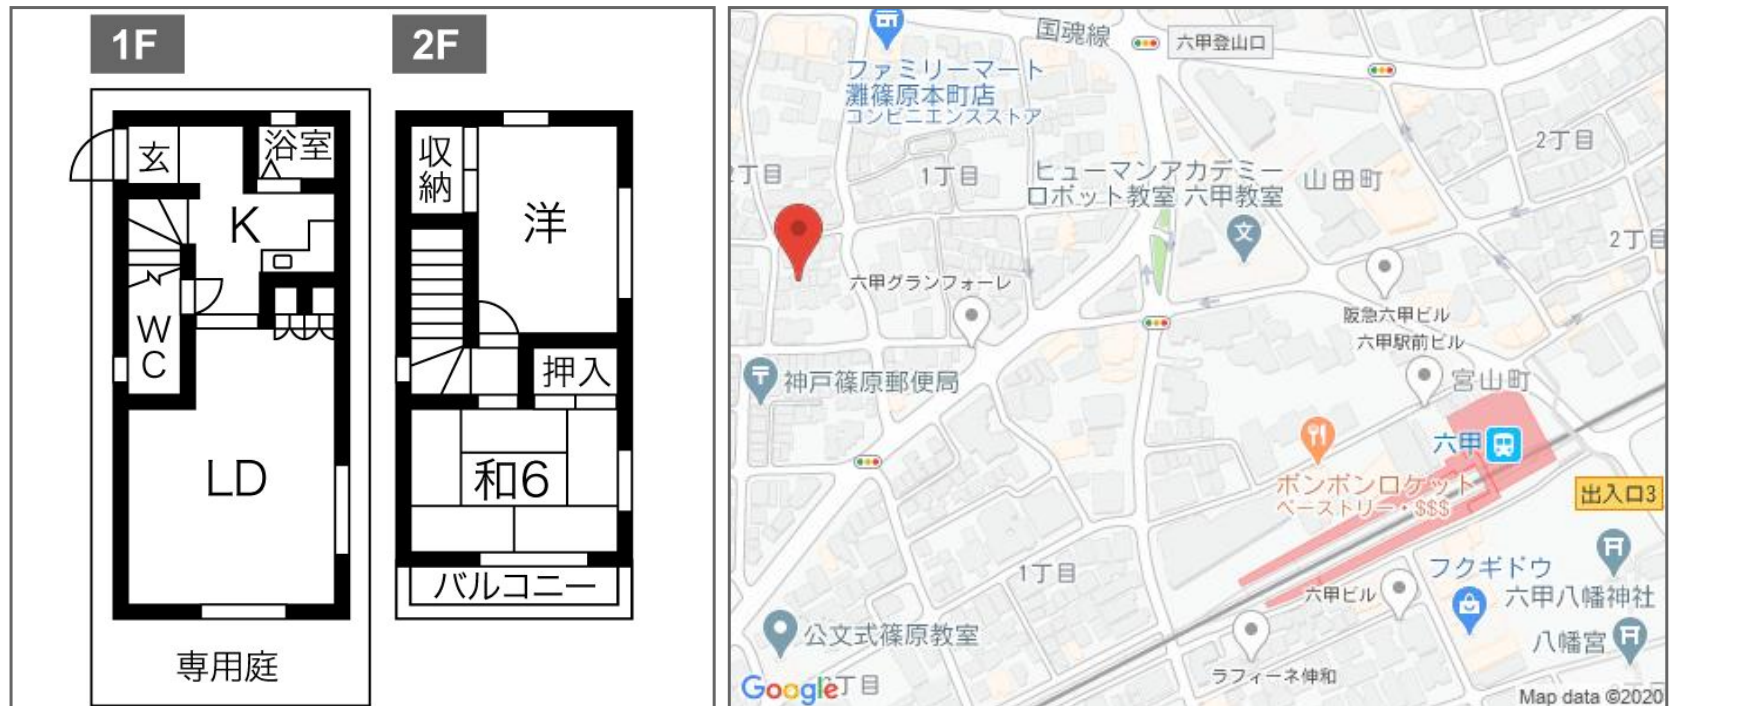 1F
2F
玄
浴室
K
W
C
LD
専用庭
収
納
洋
押入
和6
バルコニー
国魂線
六甲登山口
ファミリーマート
灘篠原本町店
コンビニエンスストア
2丁目
丁目
1丁目
ヒューマンアカデミー
ロボット教室 六甲教室
山田町
2丁目
六甲グランフォーレ
阪急六甲ビル
六甲駅前ビル
神戸篠原郵便局
宮山町
六甲
ボンボンロケット
ペーストリー・$$$
出入口3
フクギドウ
1丁目
六甲ビル
六甲八幡神社
公文式篠原教室
八幡宮
ラフィーネ伸和
Google
丁目
Map data ©2020